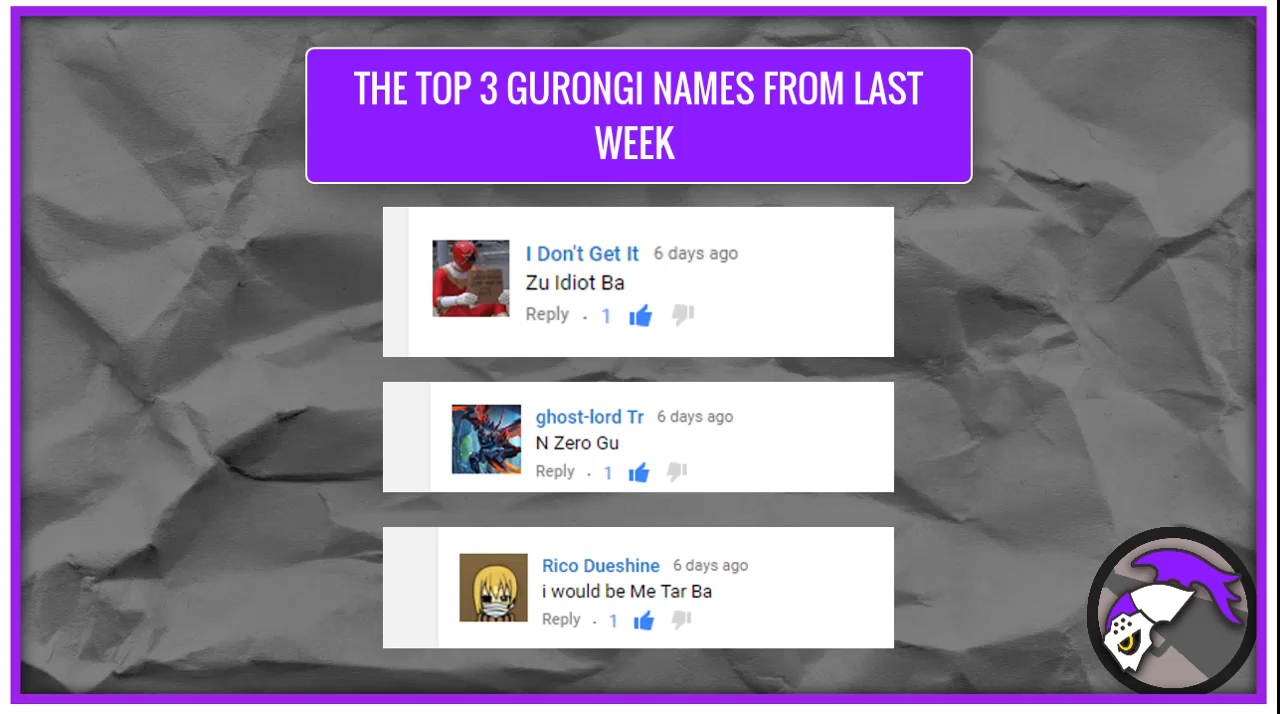 THE TOP 3 GURONGI NAMES FROM LAST
WEEK
I Don't Get It 6 days ago
Zu Idiot Ba
Reply · 1
ghost-lord Tr 6 days ago
N Zero Gu
Reply · 1
Rico Dueshine 6 days ago
i would be Me Tar Ba
Reply · 1